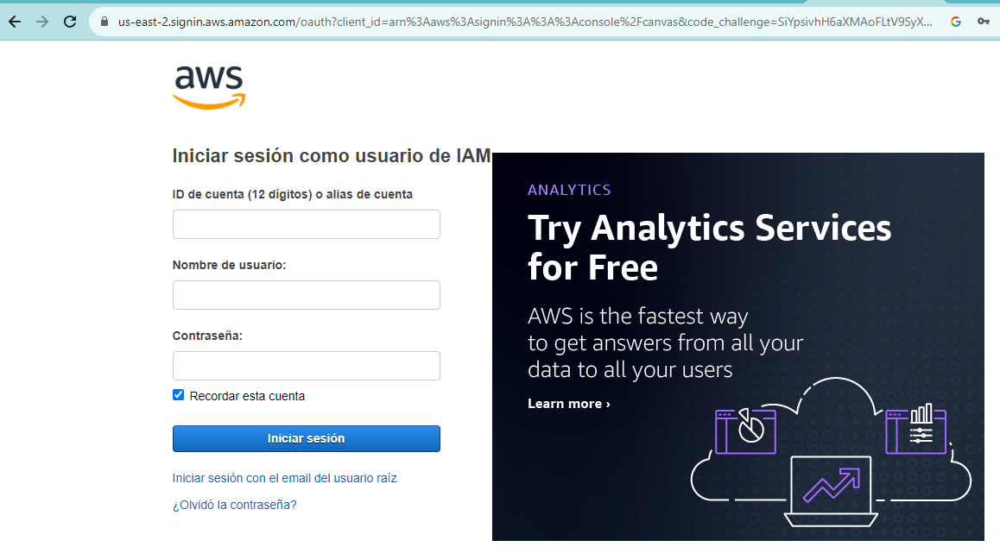 us-east-2.signin.aws.amazon.com/oauth?client_id=arn%3Aaws%3Asignin%3A%3A%3Aconsole%2Fcanvas&code_challenge=SiYpsivhH6aXMAoFLtV9SyX...
aws
Iniciar sesión como usuario de IAM
ID de cuenta (12 dígitos) o alias de cuenta
Nombre de usuario:
Contraseña:
Recordar esta cuenta
Iniciar sesión
Iniciar sesión con el email del usuario raíz
¿Olvidó la contraseña?
ANALYTICS
Try Analytics Services
for Free
AWS is the fastest way
to get answers from all your
data to all your users
Learn more ›